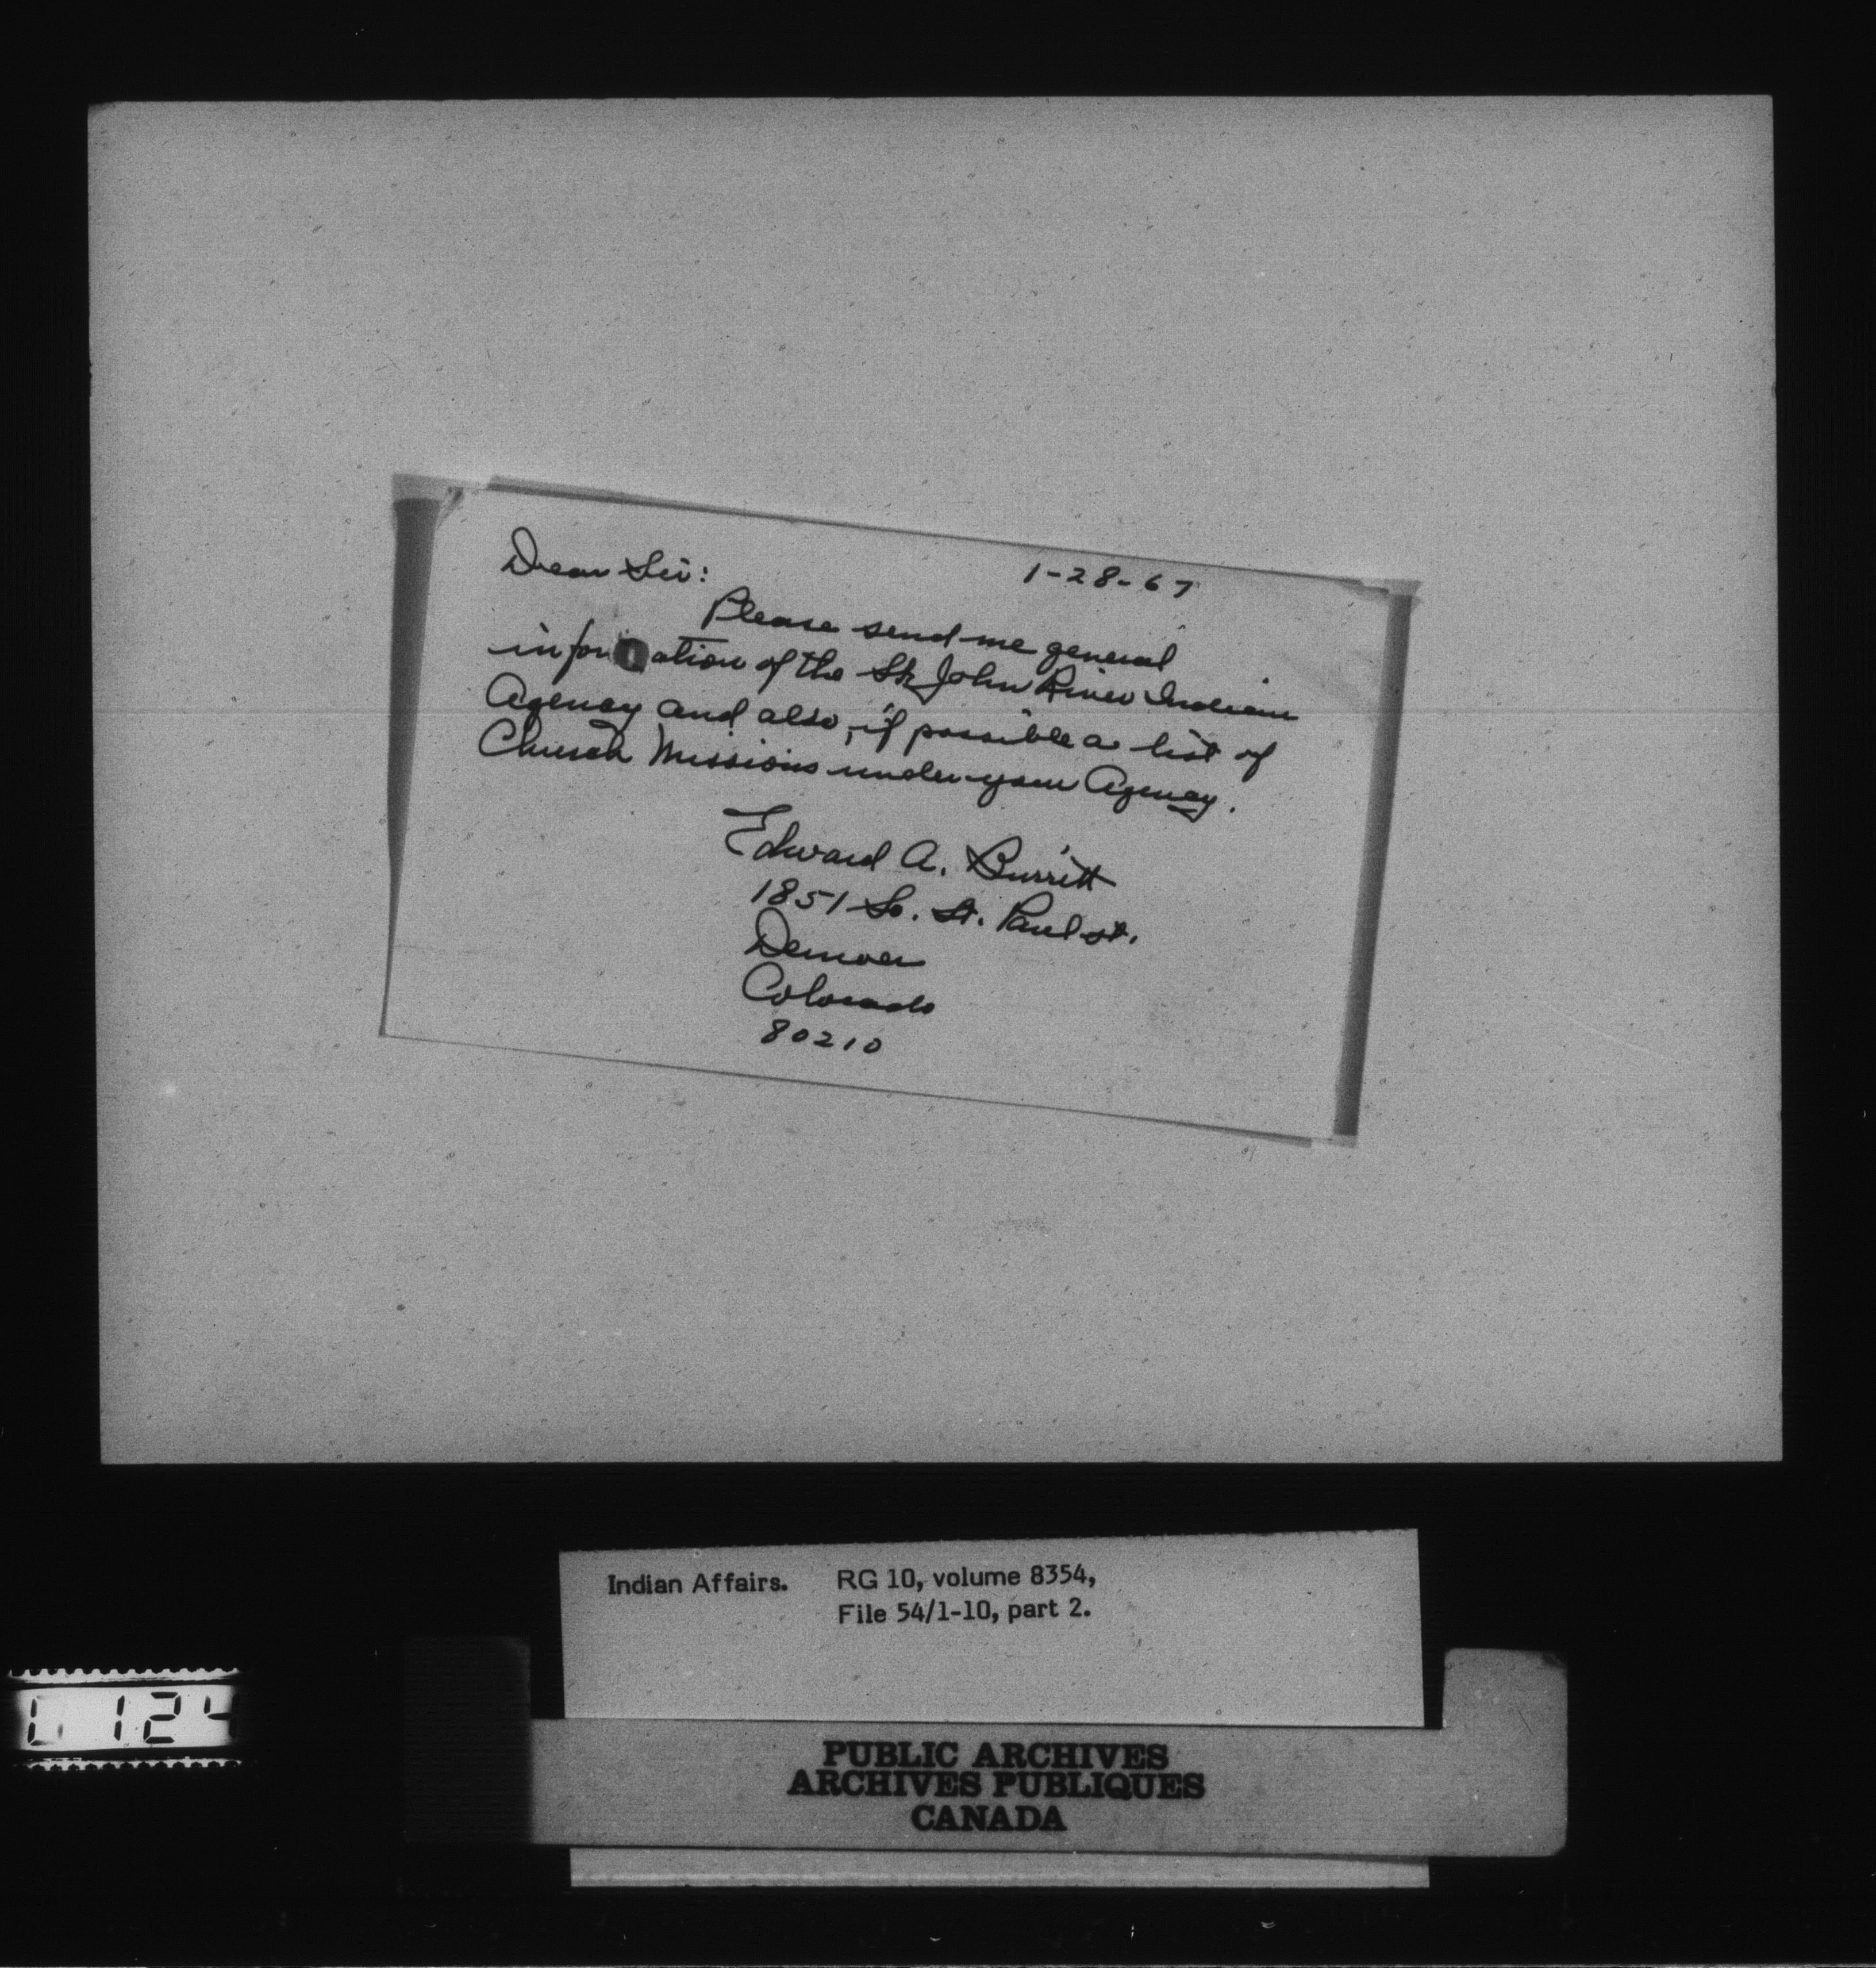 1-28-67
Dear Sir:
Please send me general
information of the St. John River Indian
Agency and also, if possible a list of
Church Missions under your Agency.
Edward A. Burritt
1851 So. St. Paul st.
Denver
Colorado
80210
Indian Affairs. RG 10, volume 8354,
File 54/1-10, part 2.
124
PUBLIC ARCHIVES
ARCHIVES PUBLIQUES
CANADA